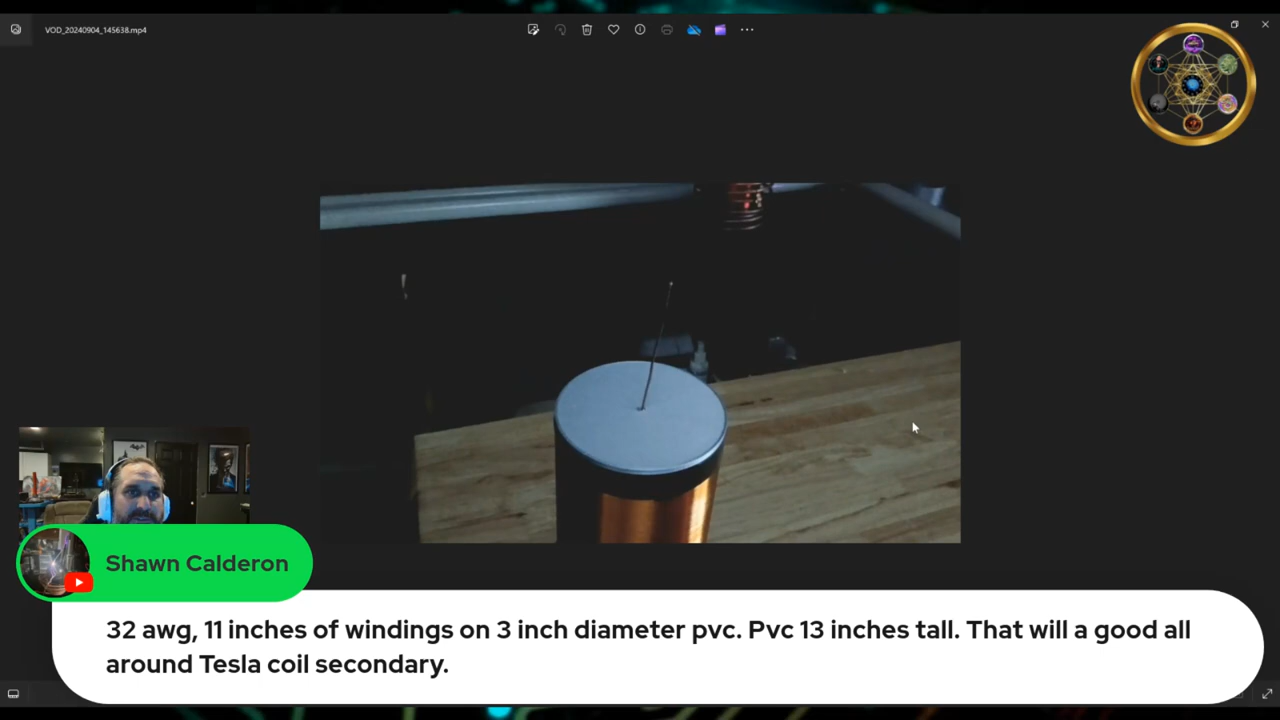 VOD_20240904_145638.mp4
Shawn Calderon
32 awg, 11 inches of windings on 3 inch diameter pvc. Pvc 13 inches tall. That will a good all
around Tesla coil secondary.